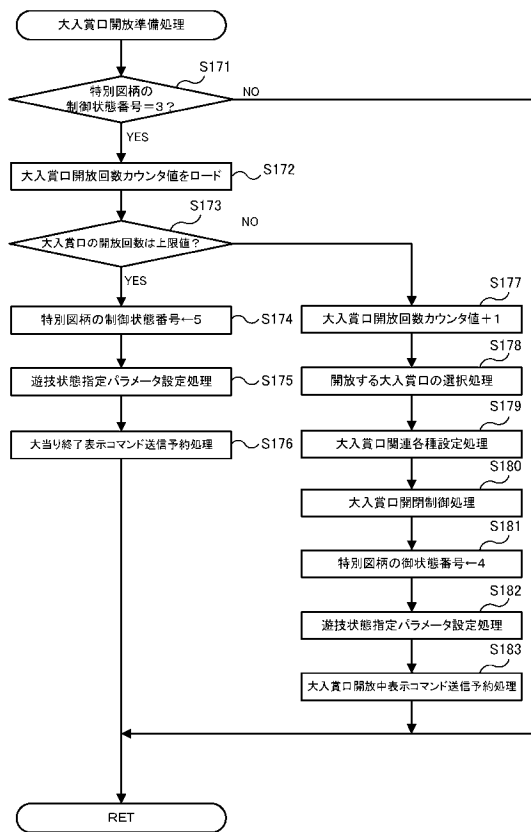 大入賞口開放準備処理
S171
特別図柄の
制御状態番号=3?
NO
YES
大入賞口開放回数カウンタ値をロード
S172
S173
大入賞口の開放回数は上限値?
NO
YES
特別図柄の制御状態番号←5
S174
遊技状態指定パラメータ設定処理
S175
大当り終了表示コマンド送信予約処理
S176
S177
大入賞口開放回数カウンタ値+1
S178
開放する大入賞口の選択処理
S179
大入賞口関連各種設定処理
S180
大入賞口開閉制御処理
S181
特別図柄の御状態番号←4
S182
遊技状態指定パラメータ設定処理
S183
大入賞口開放中表示コマンド送信予約処理
RET